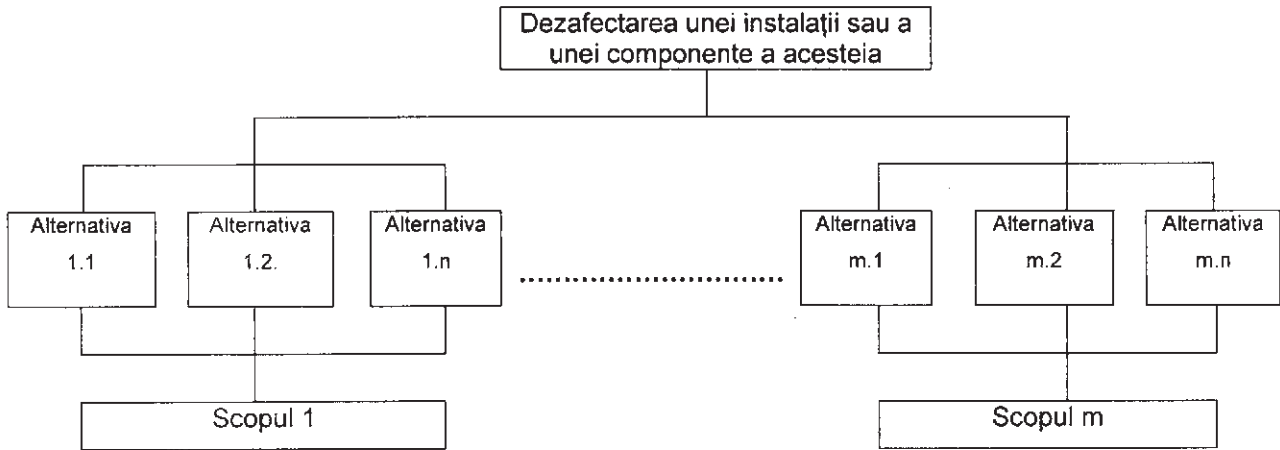 Dezafectarea unei instalații sau a
unei componente a acesteia
Alternativa
1.1
Alternativa
1.2.
Alternativa
1.n
Alternativa
m.1
Alternativa
m.2
Alternativa
m.n
Scopul 1
Scopul m